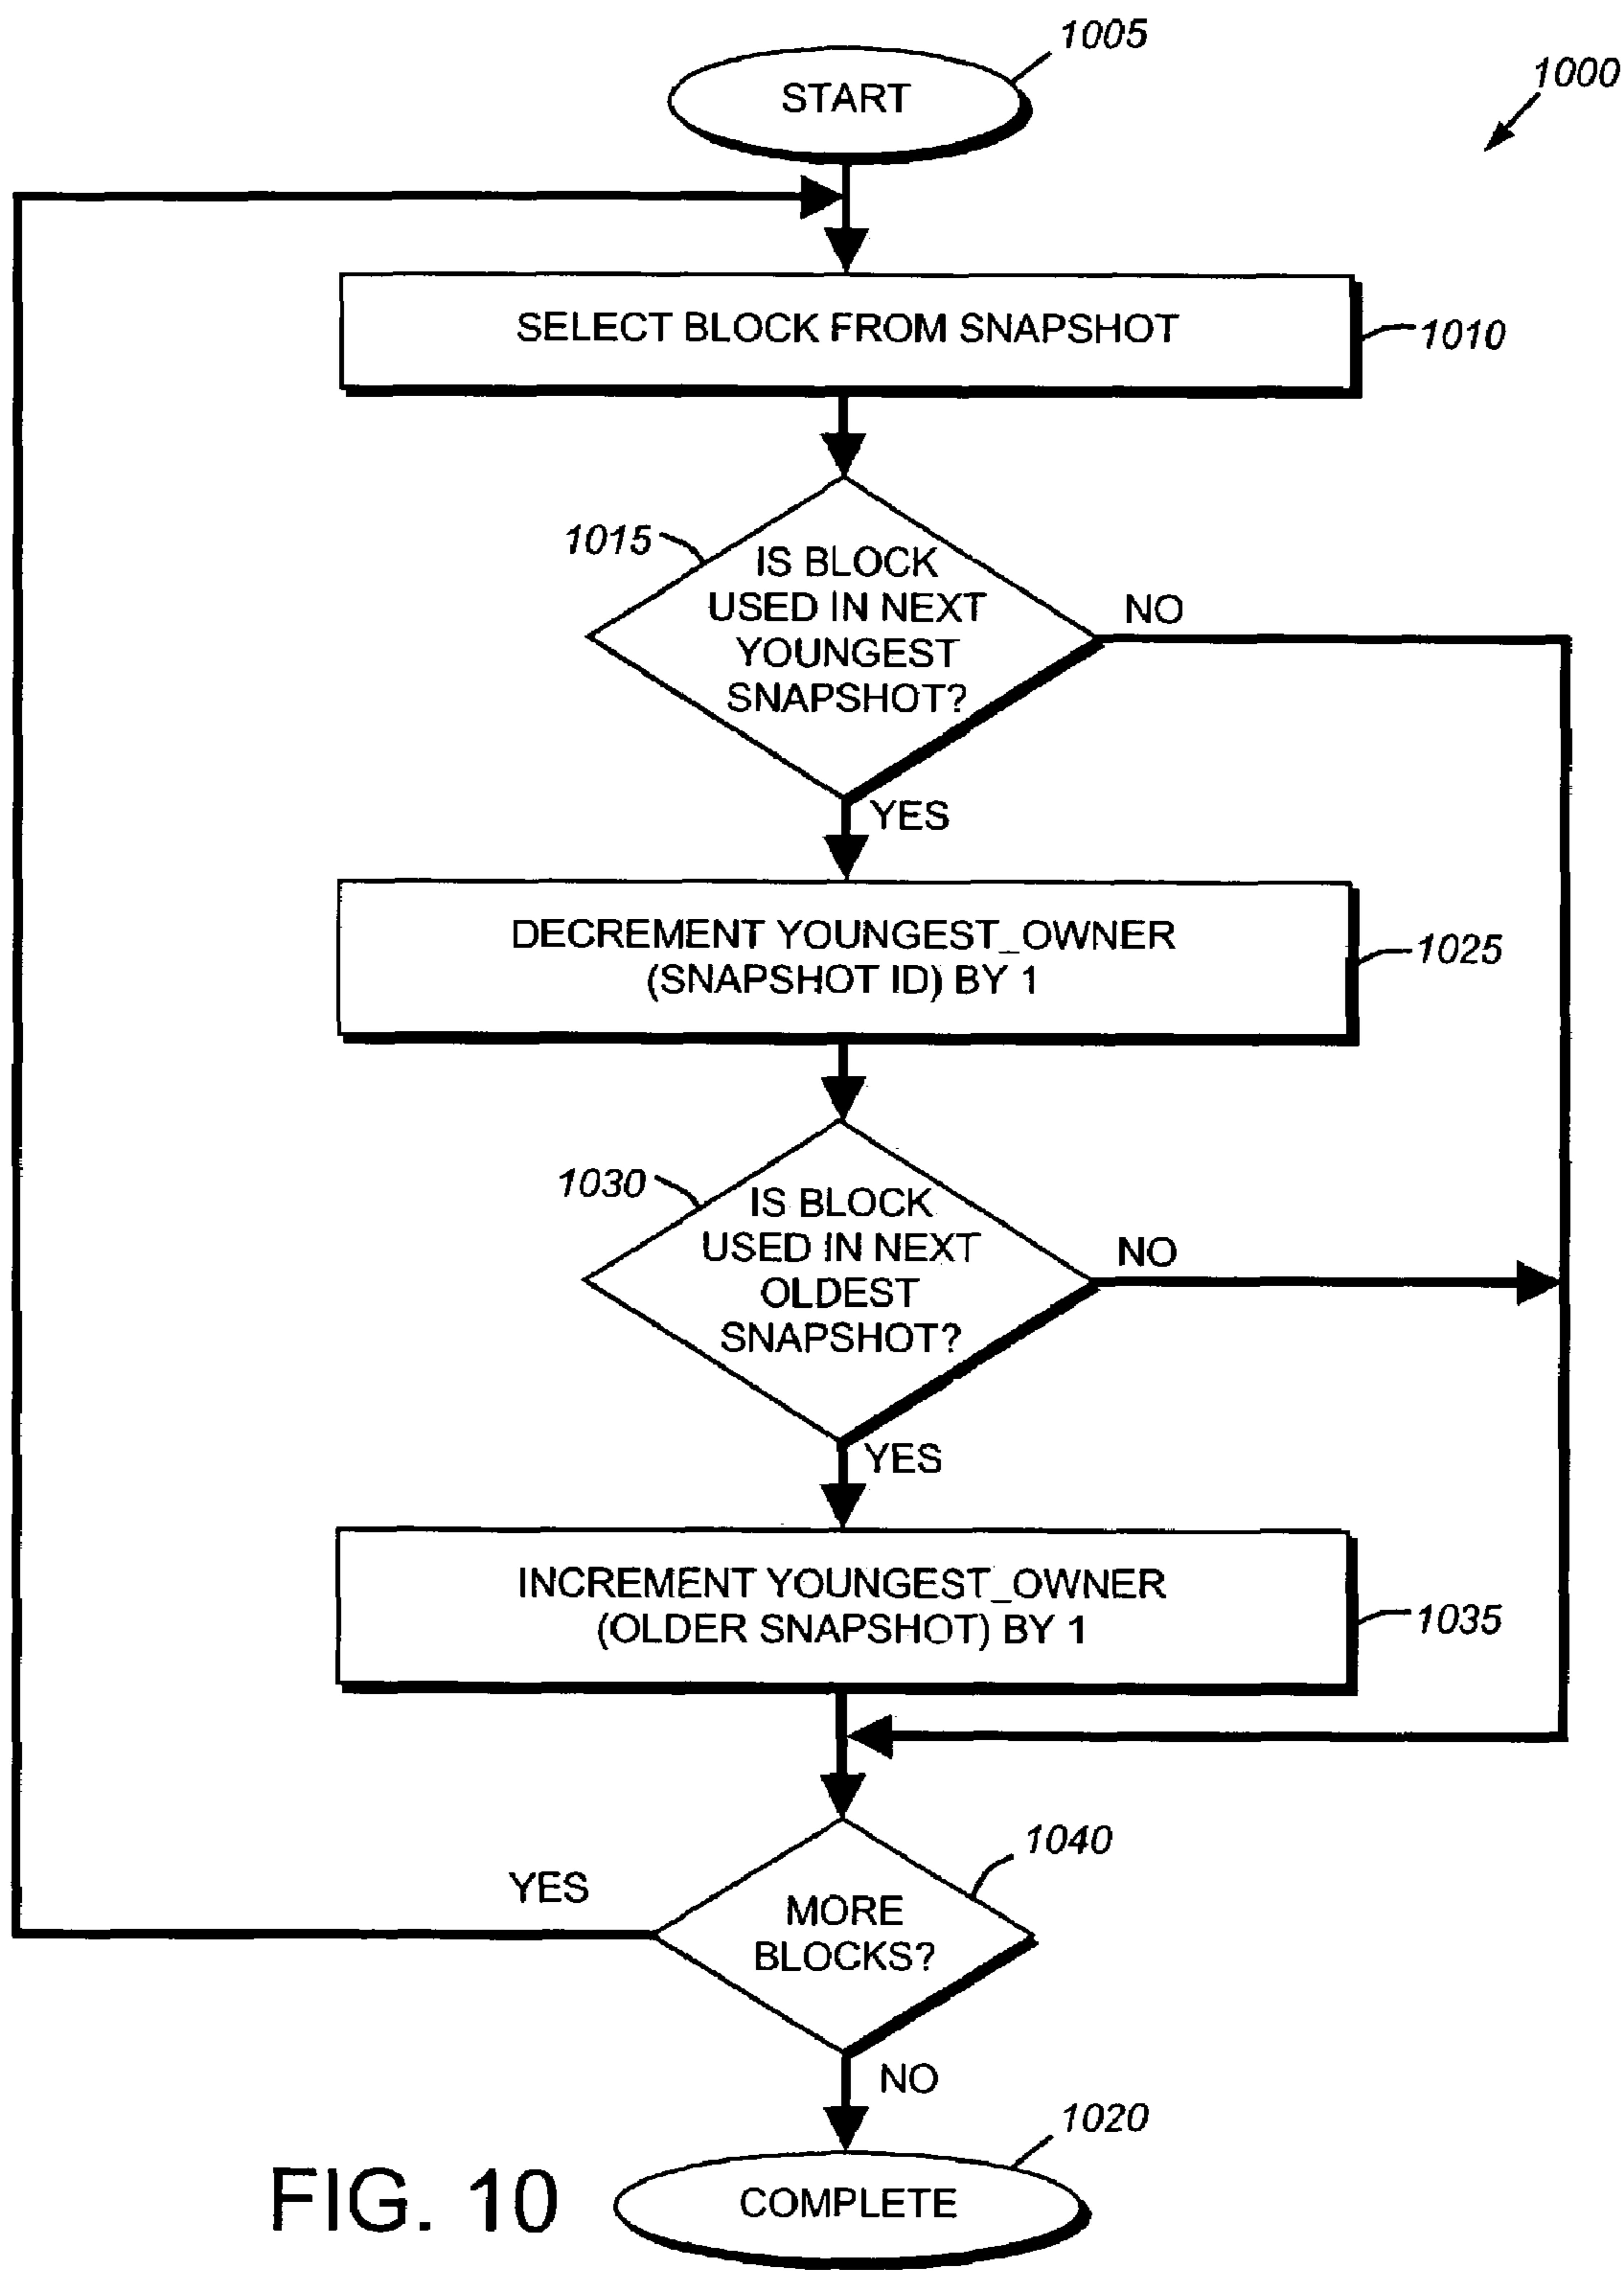 1005
1000
START
SELECT BLOCK FROM SNAPSHOT
1010
1015
IS BLOCK
USED IN NEXT
YOUNGEST
SNAPSHOT?
NO
YES
DECREMENT YOUNGEST_OWNER
(SNAPSHOT ID) BY 1
1025
1030
IS BLOCK
USED IN NEXT
OLDEST
SNAPSHOT?
NO
YES
INCREMENT YOUNGEST_OWNER
(OLDER SNAPSHOT) BY 1
1035
1040
YES
MORE
BLOCKS?
NO
1020
COMPLETE
FIG. 10